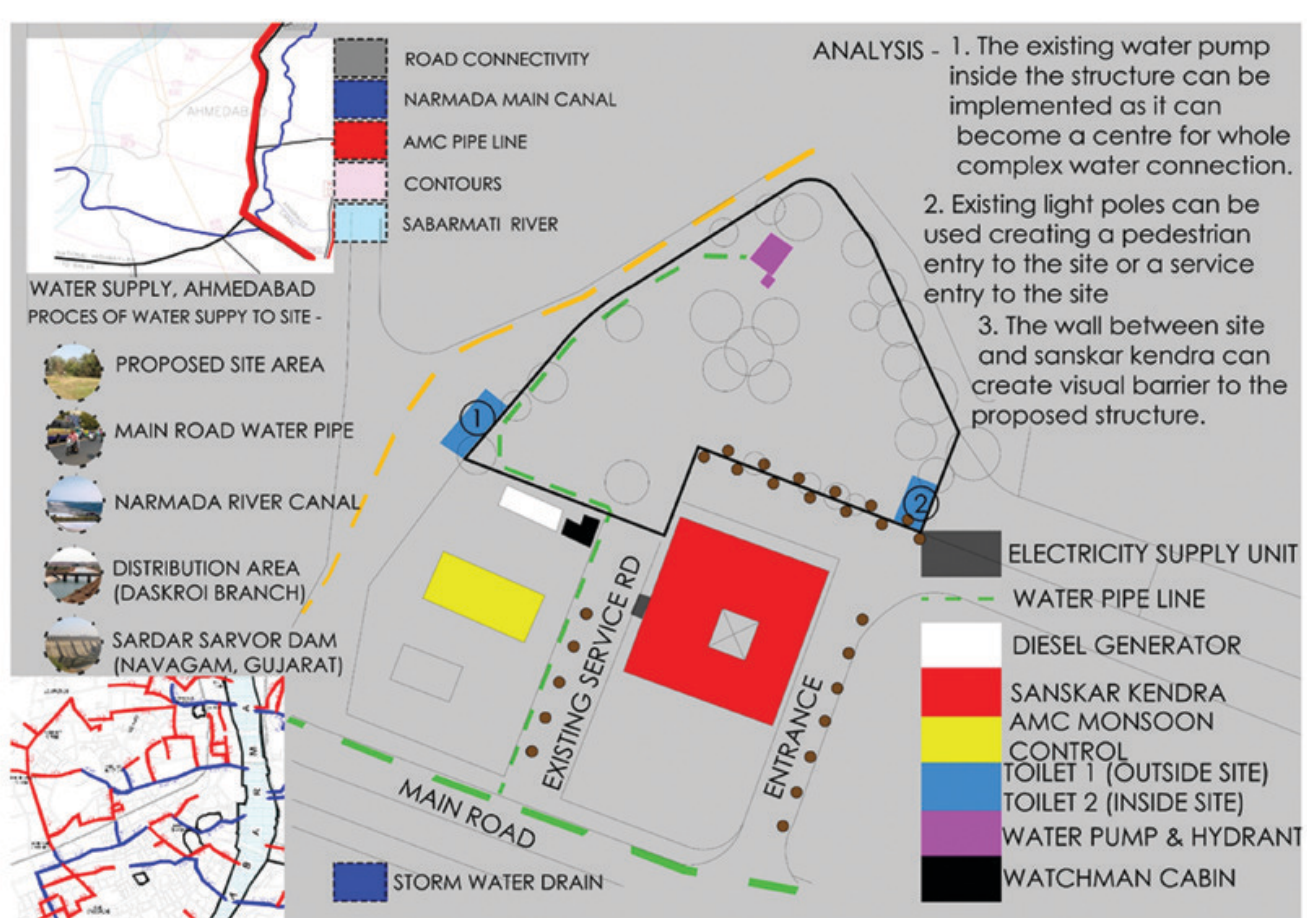 AHMEDABAD
ROAD CONNECTIVITY
NARMADA MAIN CANAL
AMC PIPE LINE
CONTOURS
SABARMATI RIVER
WATER SUPPLY, AHMEDABAD
PROCES OF WATER SUPPY TO SITE -
PROPOSED SITE AREA
MAIN ROAD WATER PIPE
NARMADA RIVER CANAL
DISTRIBUTION AREA
(DASKROI BRANCH)
SARDAR SARVOR DAM
(NAVAGAM, GUJARAT)
ANALYSIS - 1. The existing water pump
inside the structure can be
implemented as it can
become a centre for whole
complex water connection.
2. Existing light poles can be
used creating a pedestrian
entry to the site or a service
entry to the site
3. The wall between site
and sanskar kendra can
create visual barrier to the
proposed structure.
1
2
EXISTING SERVICE RD
ENTRANCE
MAIN ROAD
ELECTRICITY SUPPLY UNIT
WATER PIPE LINE
DIESEL GENERATOR
SANSKAR KENDRA
AMC MONSOON
CONTROL
TOILET 1 (OUTSIDE SITE)
TOILET 2 (INSIDE SITE)
WATER PUMP & HYDRANT
WATCHMAN CABIN
STORM WATER DRAIN